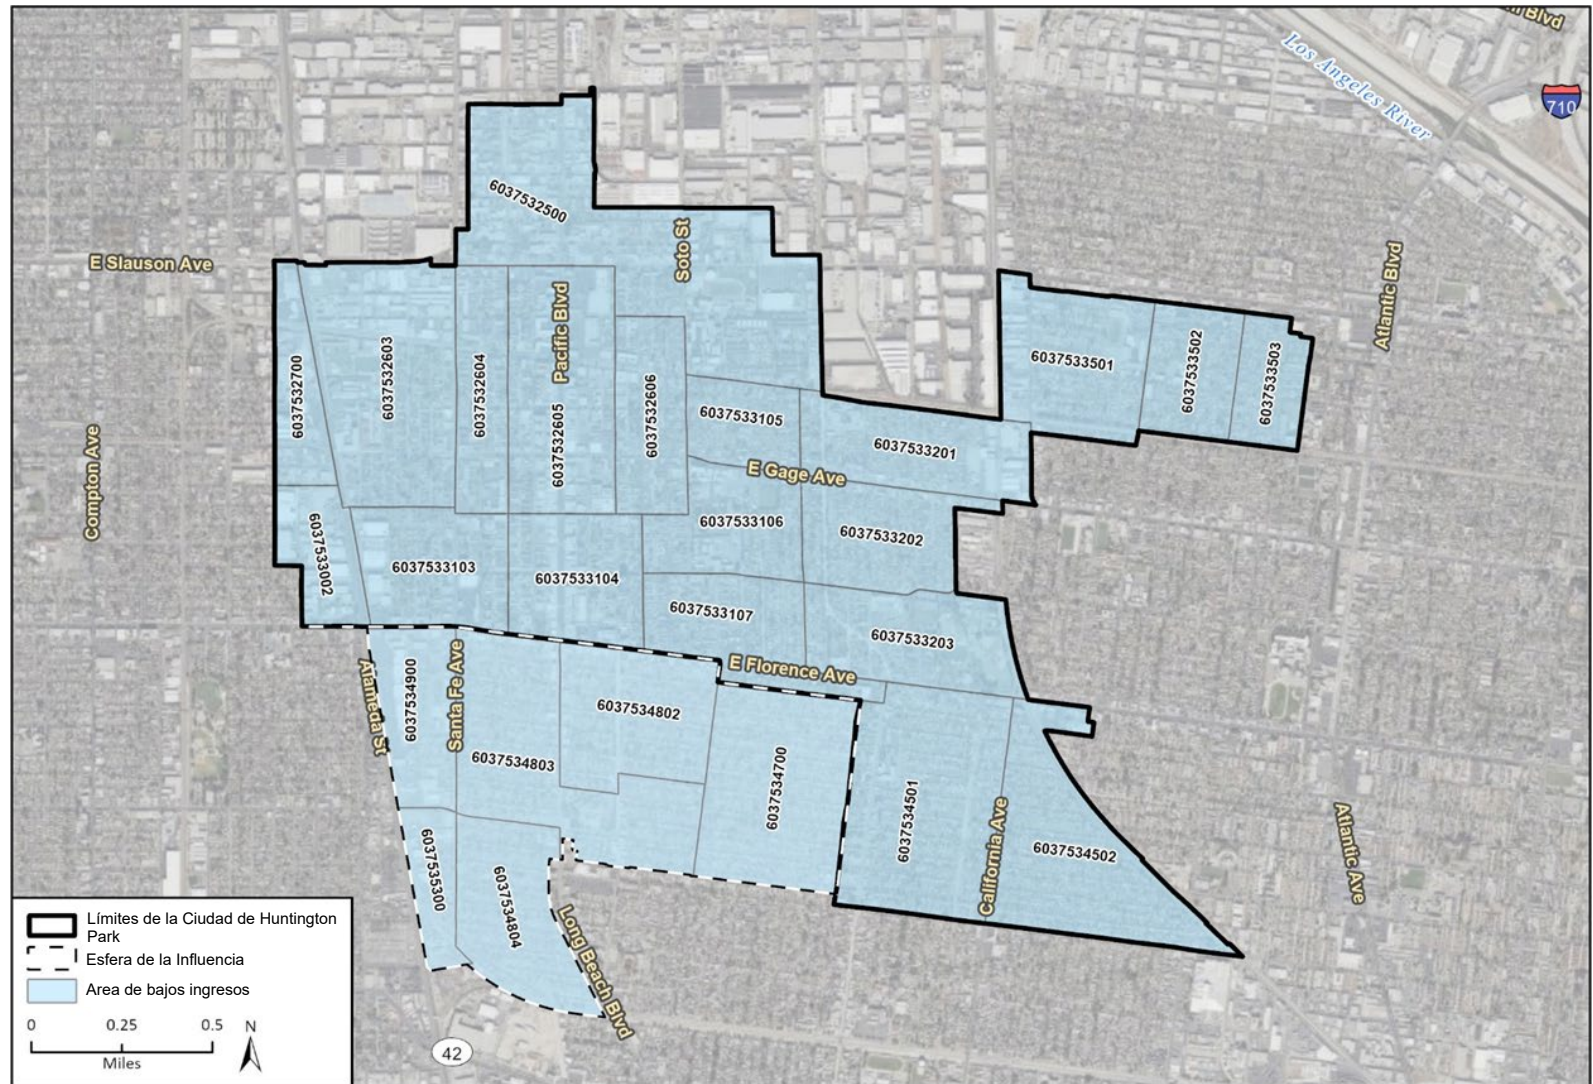 Los Angeles River
710
6037532500
E Slauson Ave
Soto St
Atlantic Blvd
Pacific Blvd
6037532700
6037532603
6037532604
6037532605
6037532606
6037533501
6037533502
6037533503
Compton Ave
6037533105
6037533201
E Gage Ave
6037533002
6037533103
6037533104
6037533106
6037533202
6037533107
6037533203
E Florence Ave
Alameda St
6037534900
Santa Fe Ave
6037534803
6037534802
6037534700
6037534501
California Ave
6037534502
Atlantic Ave
6037535300
6037534804
Long Beach Blvd
42
Límites de la Ciudad de Huntington
Park
Esfera de la Influencia
Area de bajos ingresos
0 0.25 0.5
Miles
N